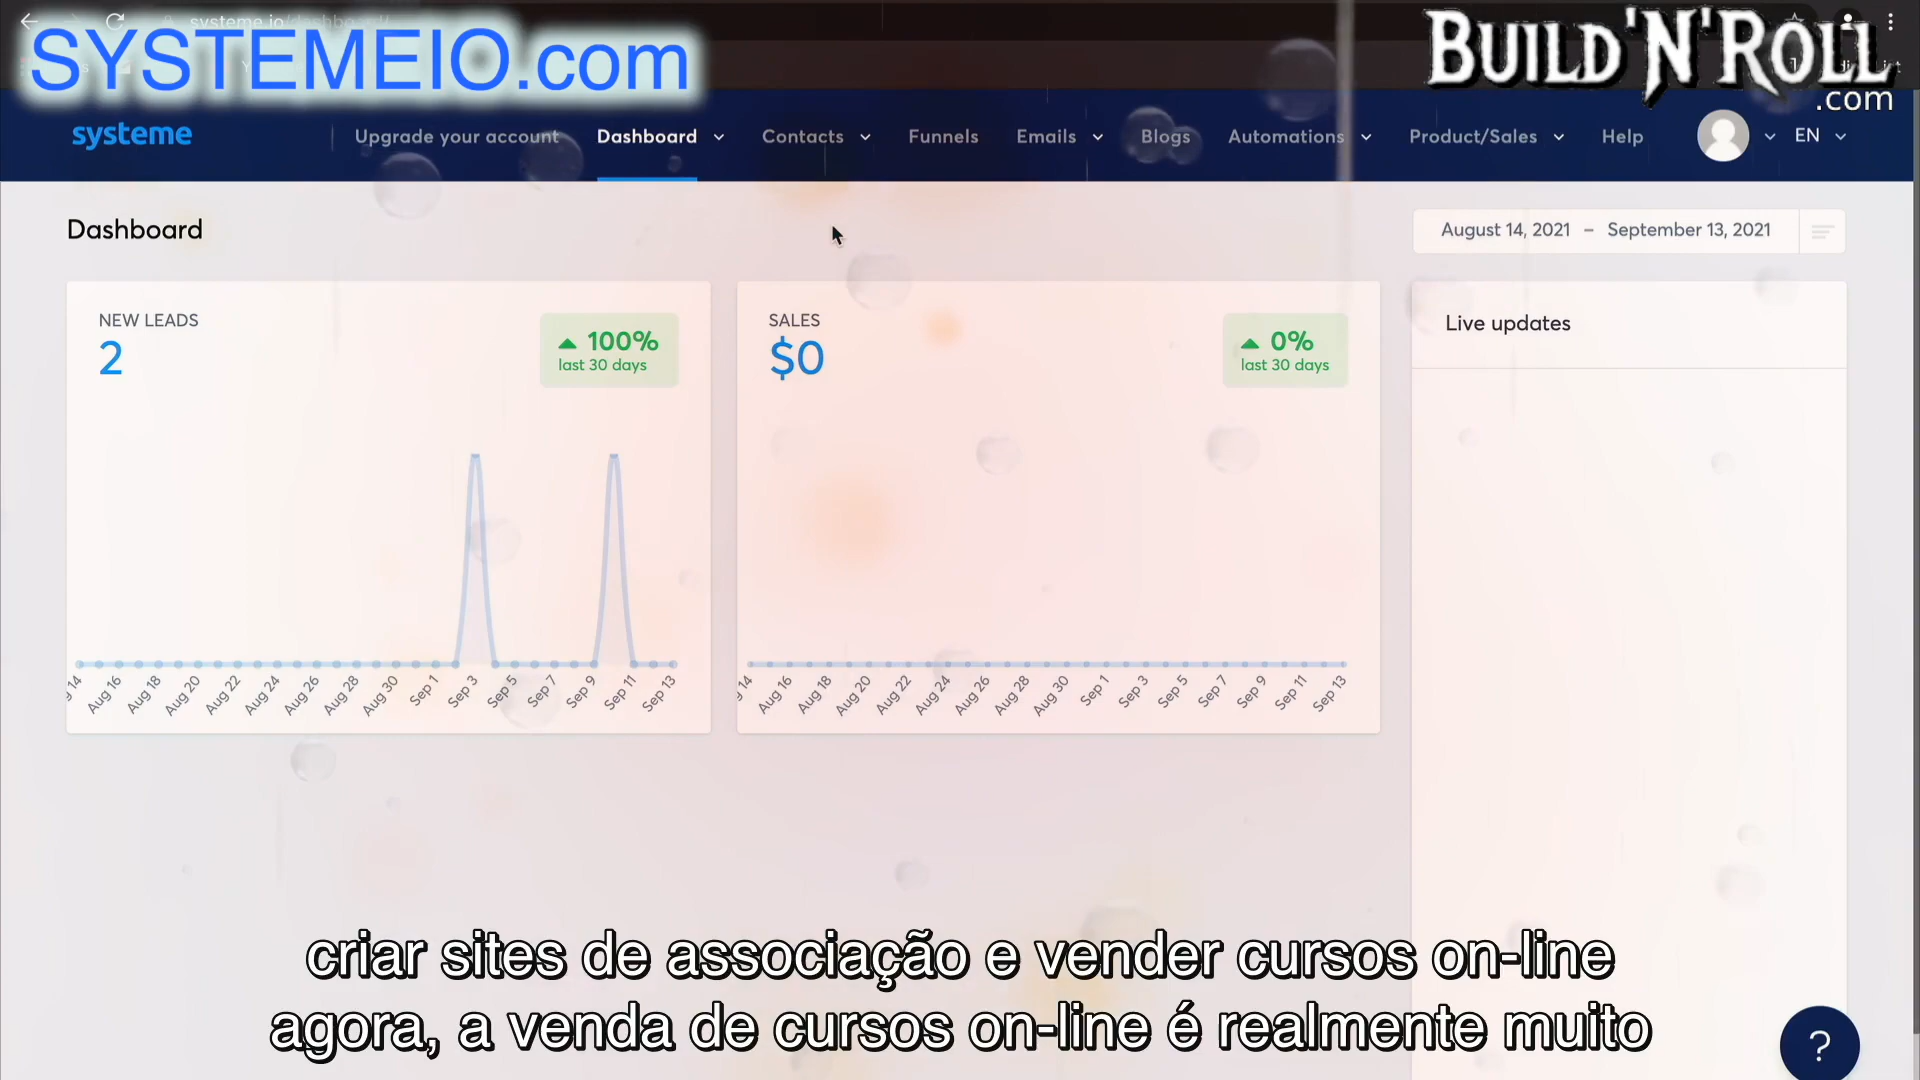 systeme.io/dashboard
SYSTEMEIO.com
BUILD'N'ROLL
.com
systeme
Upgrade your account
Dashboard
Contacts
Funnels
Emails
Blogs
Automations
Product/Sales
Help
EN
Dashboard
August 14, 2021 – September 13, 2021
NEW LEADS
2
100%
last 30 days
SALES
$0
0%
last 30 days
Live updates
14 Aug 16 Aug 18 Aug 20 Aug 22 Aug 24 Aug 26 Aug 28 Aug 30 Sep 1 Sep 3 Sep 5 Sep 7 Sep 9 Sep 11 Sep 13
14 Aug 16 Aug 18 Aug 20 Aug 22 Aug 24 Aug 26 Aug 28 Aug 30 Sep 1 Sep 3 Sep 5 Sep 7 Sep 9 Sep 11 Sep 13
criar sites de associação e vender cursos on-line
agora, a venda de cursos on-line é realmente muito
?